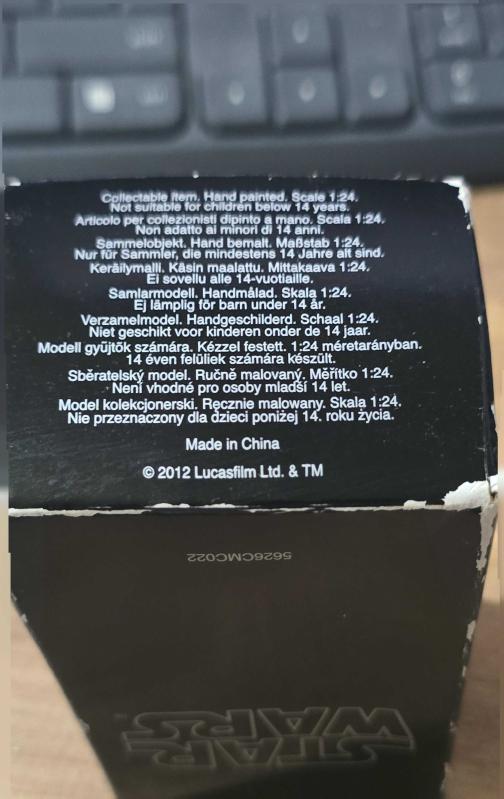 Collectable item. Hand painted. Scale 1:24.
Not suitable for children below 14 years.
Articolo per collezionisti dipinto a mano. Scala 1:24.
Non adatto ai minori di 14 anni.
Sammelobjekt. Hand bemalt. Maßstab 1:24.
Nur für Sammler, die mindestens 14 Jahre alt sind.
Keräilymalli. Käsin maalattu. Mittakaava 1:24.
Ei sovellu alle 14-vuotiaille.
Samlarmodell. Handmålad. Skala 1:24.
Ej lämplig för barn under 14 år.
Verzamelmodel. Handgeschilderd. Schaal 1:24.
Niet geschikt voor kinderen onder de 14 jaar.
Modell gyűjtők számára. Kézzel festett. 1:24 méretarányban.
14 éven felüliek számára készült.
Sběratelský model. Ručně malovaný. Měřítko 1:24.
Není vhodné pro osoby mladší 14 let.
Model kolekcjonerski. Ręcznie malowany. Skala 1:24.
Nie przeznaczony dla dzieci poniżej 14. roku życia.
Made in China
© 2012 Lucasfilm Ltd. & TM
5626CMC022
STAR
WARS